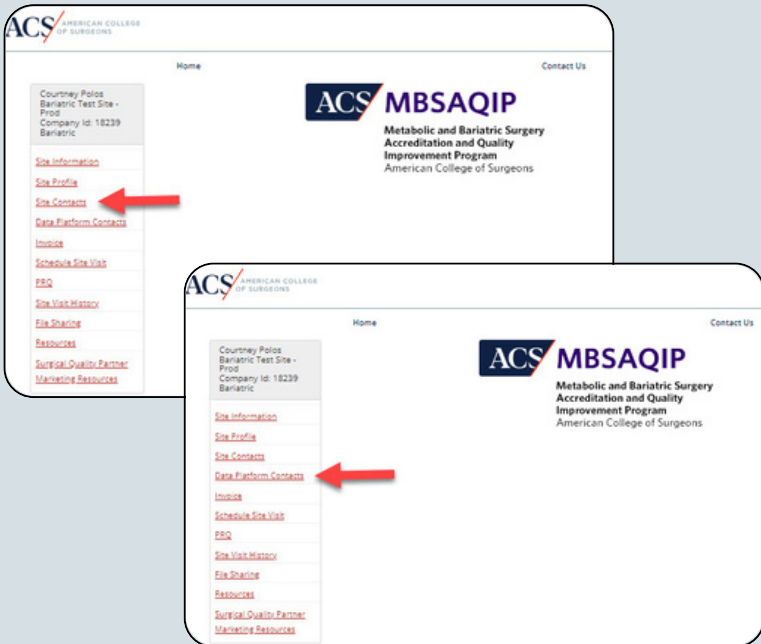 ACS AMERICAN COLLEGE
OF SURGEONS
Home
Contact Us
Courtney Polos
Bariatric Test Site -
Prod
Company Id: 18239
Bariatric
Site Information
Site Profile
Site Contacts
Data Platform Contacts
Invoice
Schedule Site Visit
PRQ
Site Visit History
File Sharing
Resources
Surgical Quality Partner
Marketing Resources
ACS MBSAQIP
Metabolic and Bariatric Surgery
Accreditation and Quality
Improvement Program
American College of Surgeons
ACS AMERICAN COLLEGE
OF SURGEONS
Home
Contact Us
Courtney Polos
Bariatric Test Site -
Prod
Company Id: 18239
Bariatric
Site Information
Site Profile
Site Contacts
Data Platform Contacts
Invoice
Schedule Site Visit
PRQ
Site Visit History
File Sharing
Resources
Surgical Quality Partner
Marketing Resources
ACS MBSAQIP
Metabolic and Bariatric Surgery
Accreditation and Quality
Improvement Program
American College of Surgeons